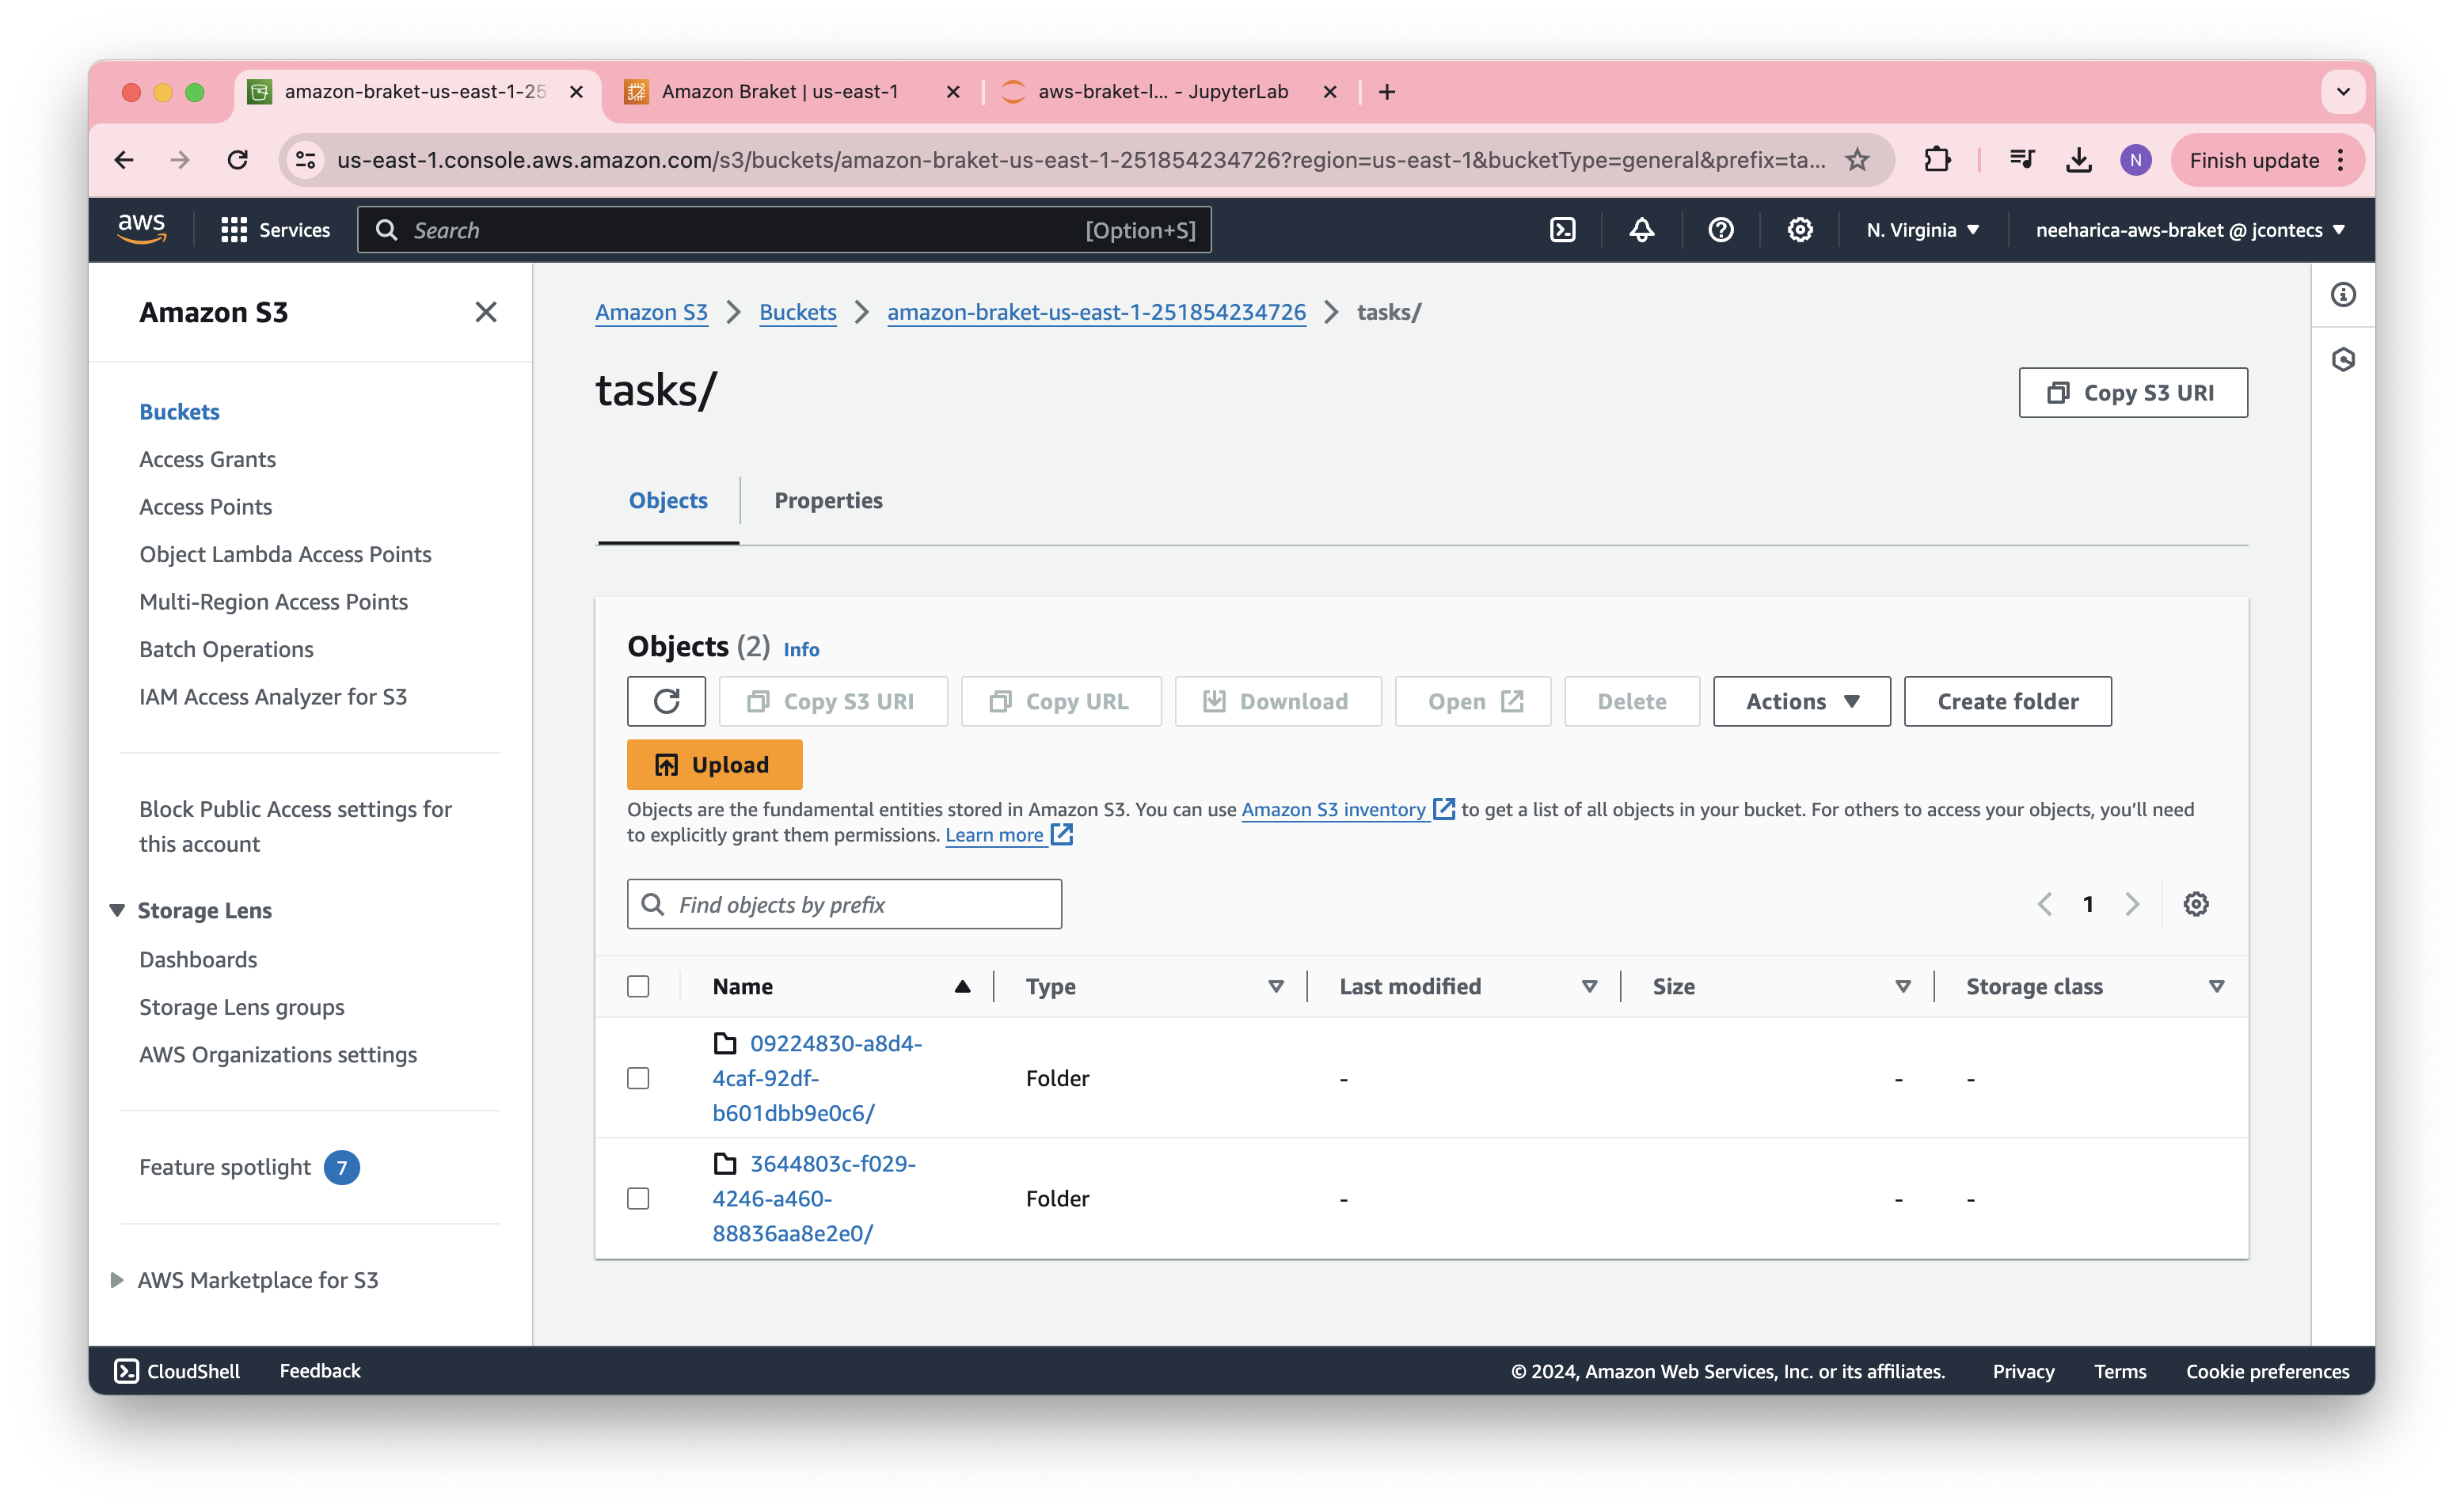 amazon-braket-us-east-1-25
Amazon Braket | us-east-1
aws-braket-l... - JupyterLab
us-east-1.console.aws.amazon.com/s3/buckets/amazon-braket-us-east-1-251854234726?region=us-east-1&bucketType=general&prefix=ta...
N
Finish update
aws
Services
Search
[Option+S]
N. Virginia
neeharica-aws-braket @ jcontecs
Amazon S3
Buckets
Access Grants
Access Points
Object Lambda Access Points
Multi-Region Access Points
Batch Operations
IAM Access Analyzer for S3
Block Public Access settings for
this account
Storage Lens
Dashboards
Storage Lens groups
AWS Organizations settings
Feature spotlight 7
AWS Marketplace for S3
Amazon S3 > Buckets > amazon-braket-us-east-1-251854234726 > tasks/
tasks/
Copy S3 URI
Objects
Properties
Objects (2) Info
Copy S3 URI
Copy URL
Download
Open
Delete
Actions
Create folder
Upload
Objects are the fundamental entities stored in Amazon S3. You can use Amazon S3 inventory to get a list of all objects in your bucket. For others to access your objects, you'll need
to explicitly grant them permissions. Learn more
Find objects by prefix
1
Name
Type
Last modified
Size
Storage class
09224830-a8d4-
4caf-92df-
b601dbb9e0c6/
Folder
-
-
-
3644803c-f029-
4246-a460-
88836aa8e2e0/
Folder
-
-
-
CloudShell
Feedback
© 2024, Amazon Web Services, Inc. or its affiliates.
Privacy
Terms
Cookie preferences